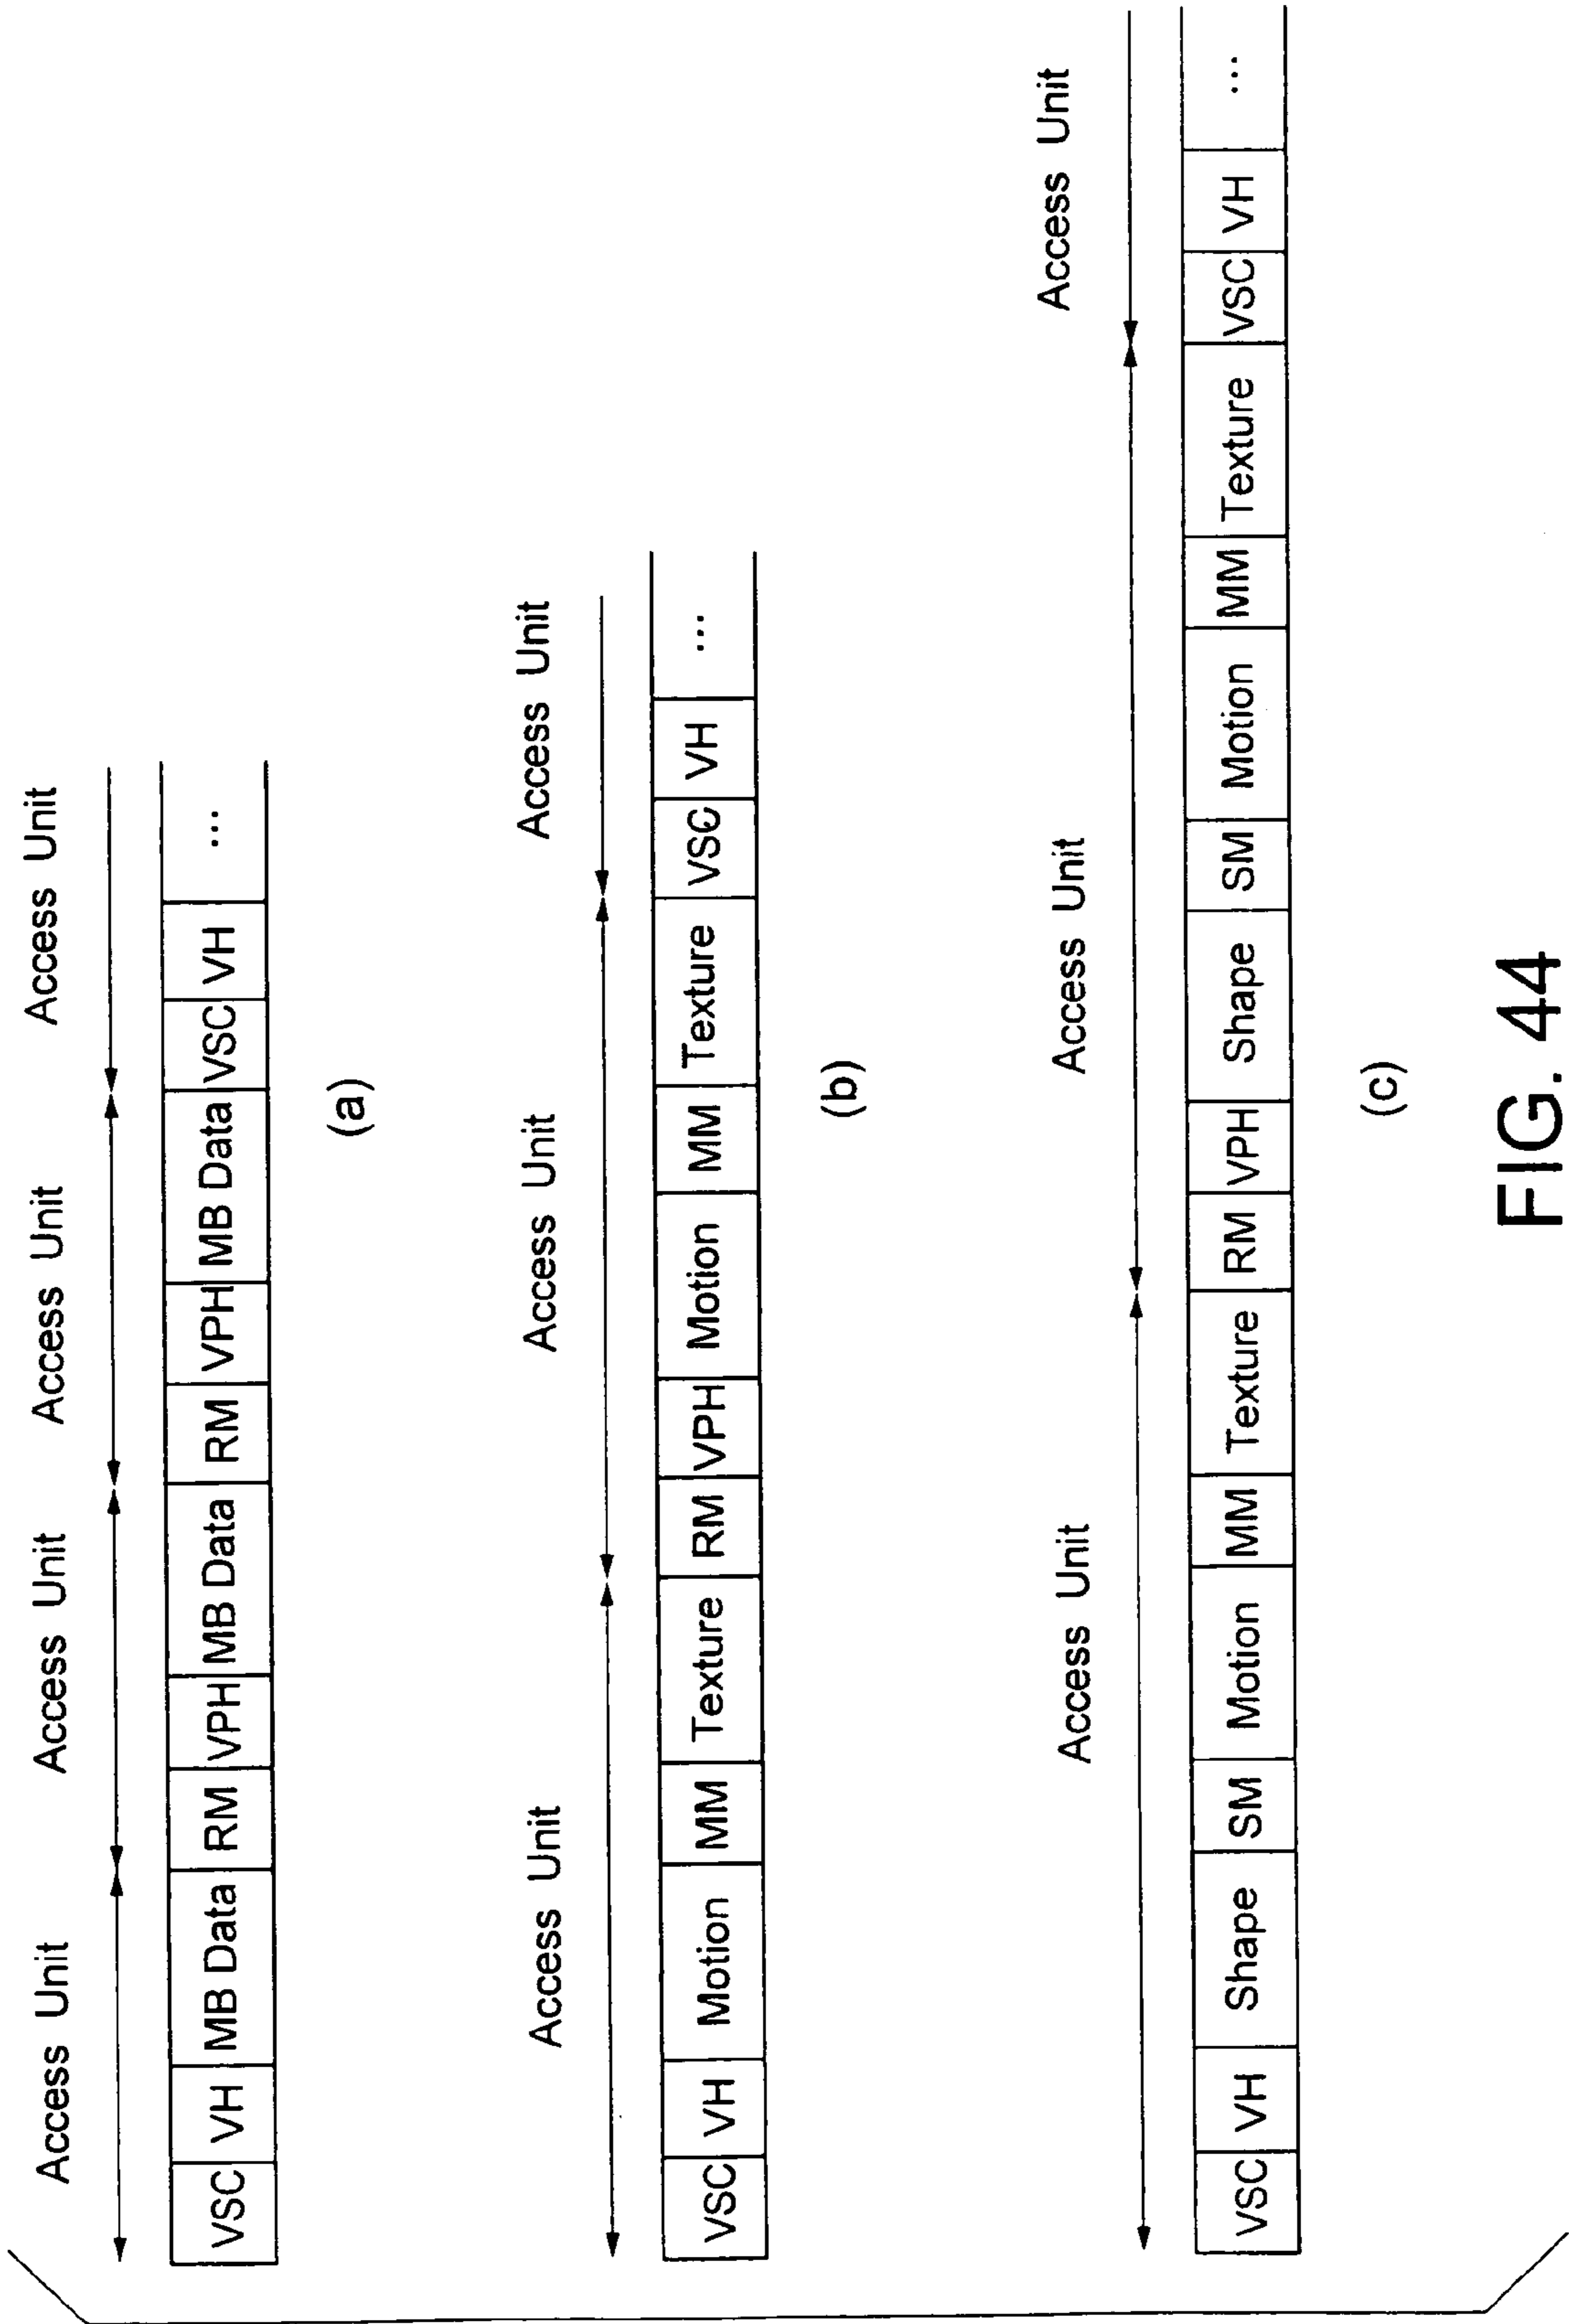 Access Unit Access Unit Access Unit Access Unit
VSC VH MB Data RM VPH MB Data RM VPH MB Data VSC VH ...
(a)
Access Unit Access Unit Access Unit
VSC VH Motion MM Texture RM VPH Motion MM Texture VSC VH ...
(b)
Access Unit Access Unit Access Unit
VSC VH Shape SM Motion MM Texture RM VPH Shape SM Motion MM Texture VSC VH ...
(c)
FIG. 44